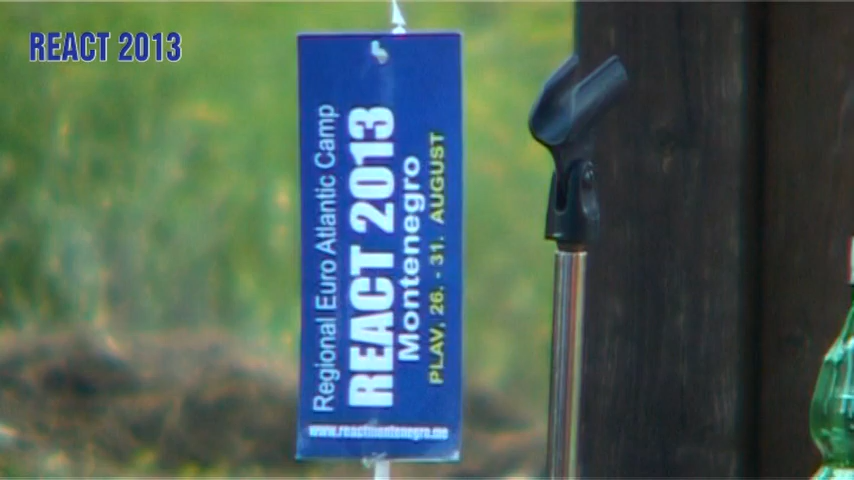 REACT 2013
Regional Euro Atlantic Camp
REACT 2013
Montenegro
PLAV, 26. - 31. AUGUST
www.reactmontenegro.me